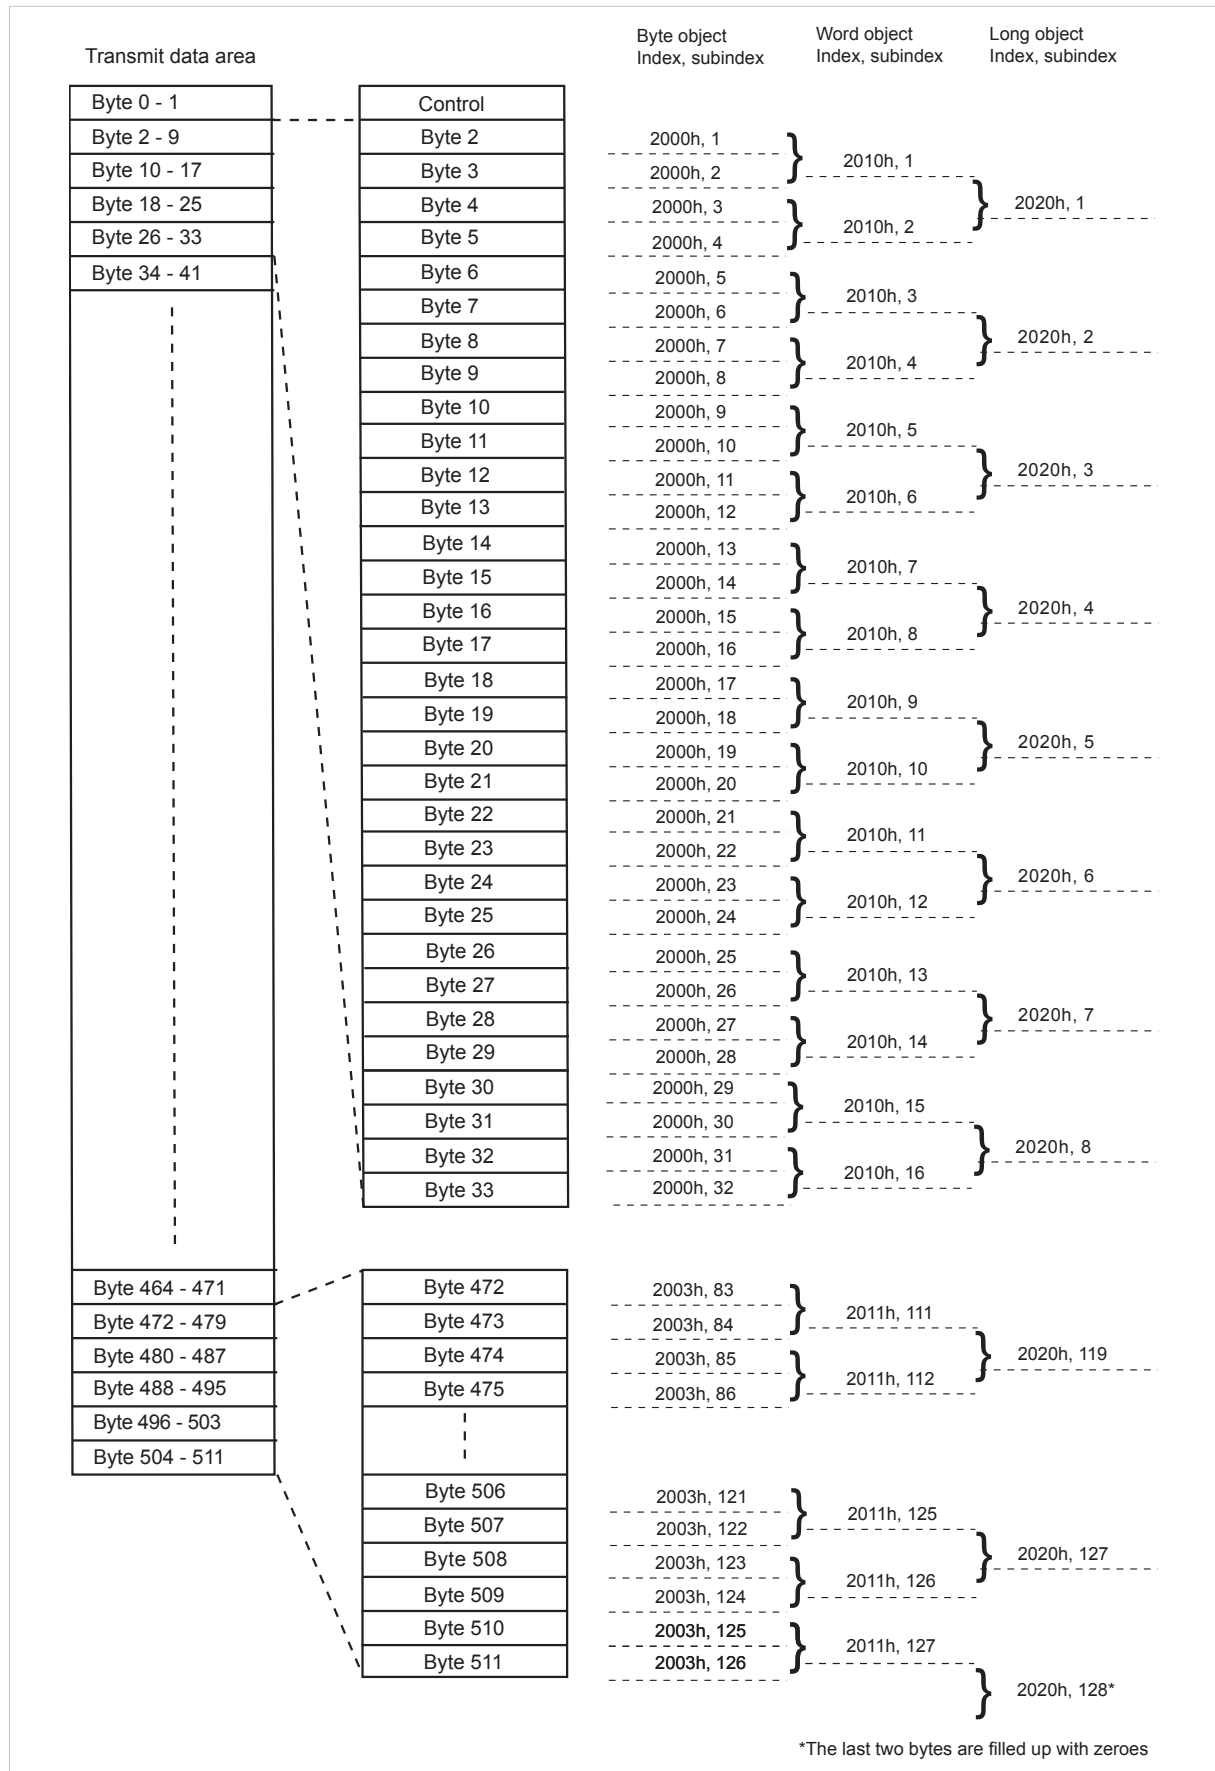 Transmit data area
Byte object
Index, subindex
Word object
Index, subindex
Long object
Index, subindex
Byte 0 - 1
Byte 2 - 9
Byte 10 - 17
Byte 18 - 25
Byte 26 - 33
Byte 34 - 41
Byte 464 - 471
Byte 472 - 479
Byte 480 - 487
Byte 488 - 495
Byte 496 - 503
Byte 504 - 511
Control
Byte 2
Byte 3
Byte 4
Byte 5
Byte 6
Byte 7
Byte 8
Byte 9
Byte 10
Byte 11
Byte 12
Byte 13
Byte 14
Byte 15
Byte 16
Byte 17
Byte 18
Byte 19
Byte 20
Byte 21
Byte 22
Byte 23
Byte 24
Byte 25
Byte 26
Byte 27
Byte 28
Byte 29
Byte 30
Byte 31
Byte 32
Byte 33
Byte 472
Byte 473
Byte 474
Byte 475
Byte 506
Byte 507
Byte 508
Byte 509
Byte 510
Byte 511
2000h, 1
2000h, 2
2000h, 3
2000h, 4
2000h, 5
2000h, 6
2000h, 7
2000h, 8
2000h, 9
2000h, 10
2000h, 11
2000h, 12
2000h, 13
2000h, 14
2000h, 15
2000h, 16
2000h, 17
2000h, 18
2000h, 19
2000h, 20
2000h, 21
2000h, 22
2000h, 23
2000h, 24
2000h, 25
2000h, 26
2000h, 27
2000h, 28
2000h, 29
2000h, 30
2000h, 31
2000h, 32
2003h, 83
2003h, 84
2003h, 85
2003h, 86
2003h, 121
2003h, 122
2003h, 123
2003h, 124
2003h, 125
2003h, 126
2010h, 1
2010h, 2
2010h, 3
2010h, 4
2010h, 5
2010h, 6
2010h, 7
2010h, 8
2010h, 9
2010h, 10
2010h, 11
2010h, 12
2010h, 13
2010h, 14
2010h, 15
2010h, 16
2011h, 111
2011h, 112
2011h, 125
2011h, 126
2011h, 127
2020h, 1
2020h, 2
2020h, 3
2020h, 4
2020h, 5
2020h, 6
2020h, 7
2020h, 8
2020h, 119
2020h, 127
2020h, 128*
*The last two bytes are filled up with zeroes